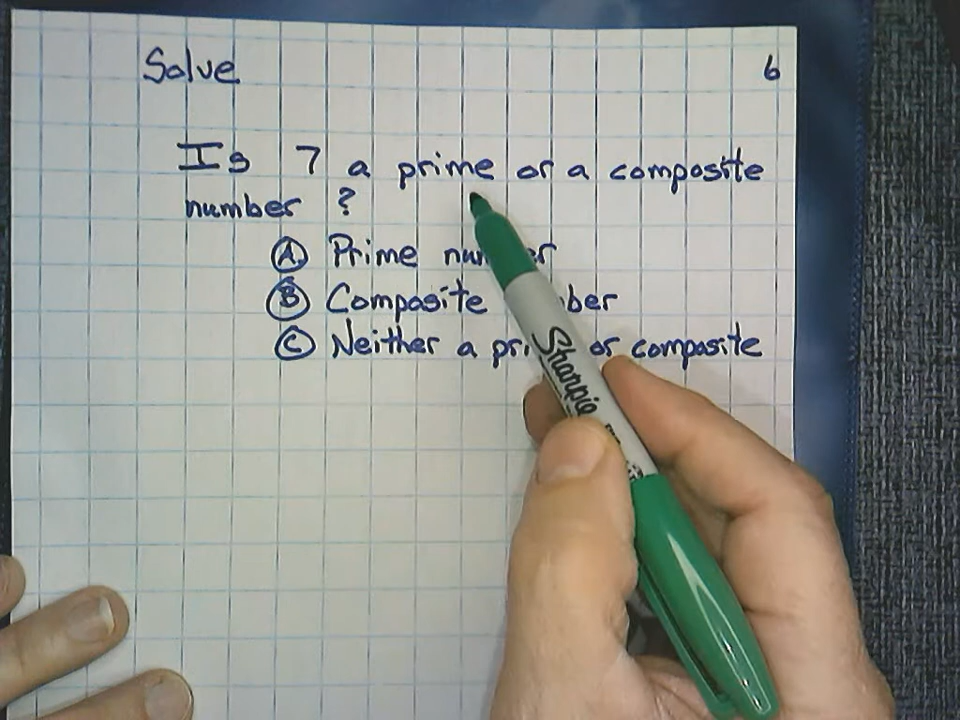 Solve 6
Is 7 a prime or a composite
number ?
A Prime
B Composite
C Neither a or composite
Sharpie